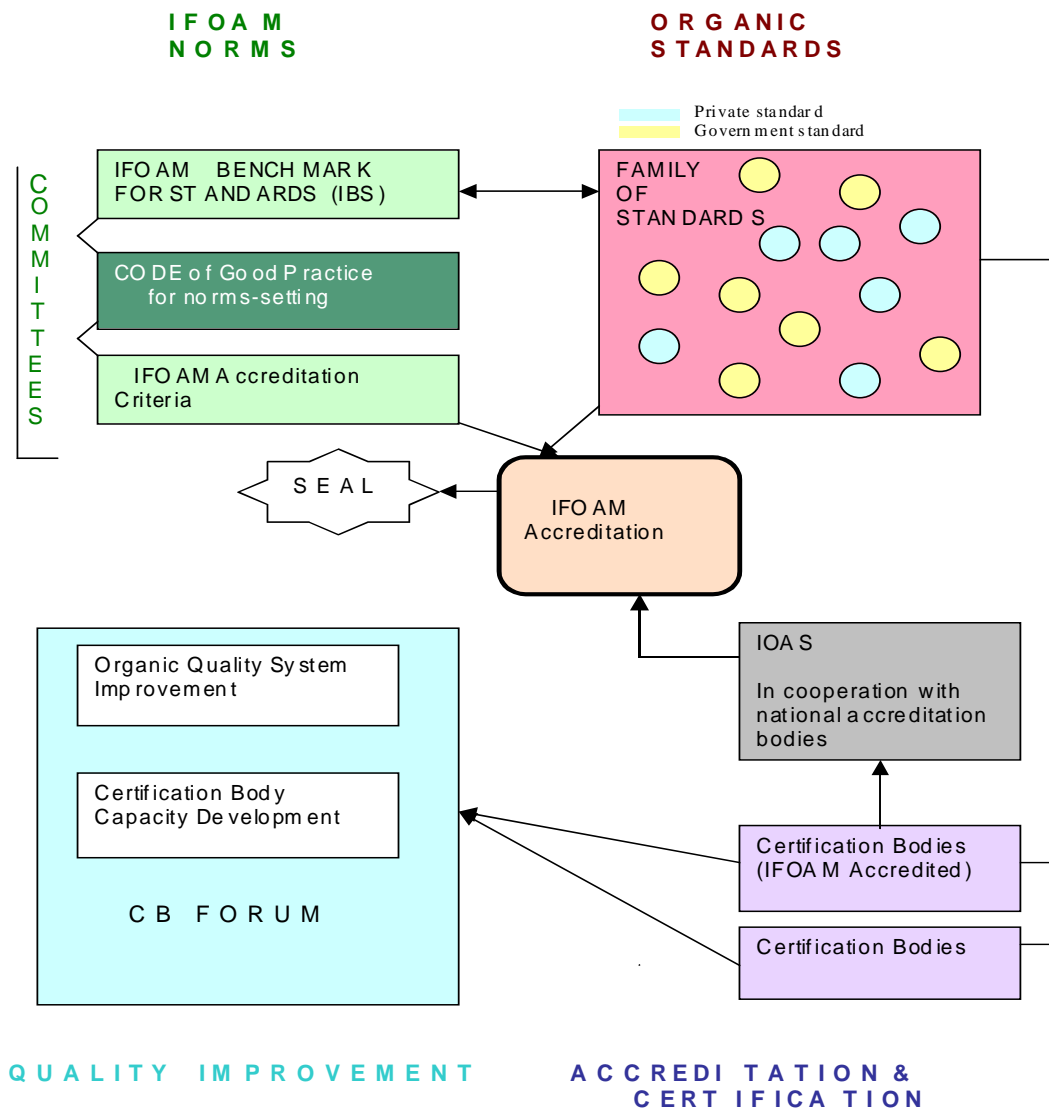 IFOAM
NORMS
ORGANIC
STANDARDS
Private standard
Government standard
COMMITTEES
IFOAM BENCHMARK
FOR STANDARDS (IBS)
FAMILY
OF
STANDARDS
CODE of Good Practice
for norms-setting
IFOAM Accreditation
Criteria
SEAL
IFOAM
Accreditation
Organic Quality System
Improvement
IOAS
In cooperation with
national accreditation
bodies
Certification Body
Capacity Development
CB FORUM
Certification Bodies
(IFOAM Accredited)
Certification Bodies
QUALITY IMPROVEMENT
ACCREDITATION &
CERTIFICATION